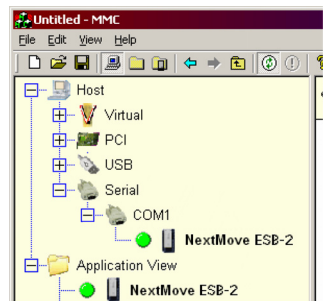 Untitled - MMC
File Edit View Help
Host
Virtual
PCI
USB
Serial
COM1
NextMove ESB-2
Application View
NextMove ESB-2